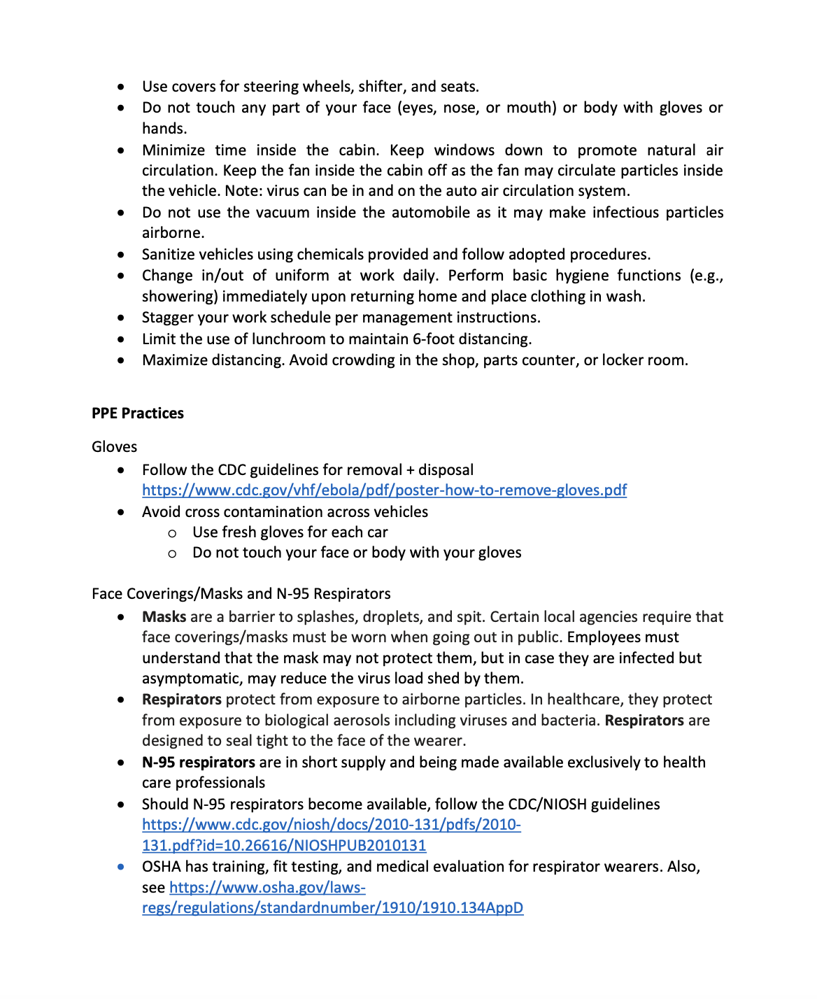 • Use covers for steering wheels, shifter, and seats.
• Do not touch any part of your face (eyes, nose, or mouth) or body with gloves or
hands.
• Minimize time inside the cabin. Keep windows down to promote natural air
circulation. Keep the fan inside the cabin off as the fan may circulate particles inside
the vehicle. Note: virus can be in and on the auto air circulation system.
• Do not use the vacuum inside the automobile as it may make infectious particles
airborne.
• Sanitize vehicles using chemicals provided and follow adopted procedures.
• Change in/out of uniform at work daily. Perform basic hygiene functions (e.g.,
showering) immediately upon returning home and place clothing in wash.
• Stagger your work schedule per management instructions.
• Limit the use of lunchroom to maintain 6-foot distancing.
• Maximize distancing. Avoid crowding in the shop, parts counter, or locker room.
PPE Practices
Gloves
• Follow the CDC guidelines for removal + disposal
https://www.cdc.gov/vhf/ebola/pdf/poster-how-to-remove-gloves.pdf
• Avoid cross contamination across vehicles
o Use fresh gloves for each car
o Do not touch your face or body with your gloves
Face Coverings/Masks and N-95 Respirators
• Masks are a barrier to splashes, droplets, and spit. Certain local agencies require that
face coverings/masks must be worn when going out in public. Employees must
understand that the mask may not protect them, but in case they are infected but
asymptomatic, may reduce the virus load shed by them.
• Respirators protect from exposure to airborne particles. In healthcare, they protect
from exposure to biological aerosols including viruses and bacteria. Respirators are
designed to seal tight to the face of the wearer.
• N-95 respirators are in short supply and being made available exclusively to health
care professionals
• Should N-95 respirators become available, follow the CDC/NIOSH guidelines
https://www.cdc.gov/niosh/docs/2010-131/pdfs/2010-
131.pdf?id=10.26616/NIOSHPUB2010131
• OSHA has training, fit testing, and medical evaluation for respirator wearers. Also,
see https://www.osha.gov/laws-
regs/regulations/standardnumber/1910/1910.134AppD